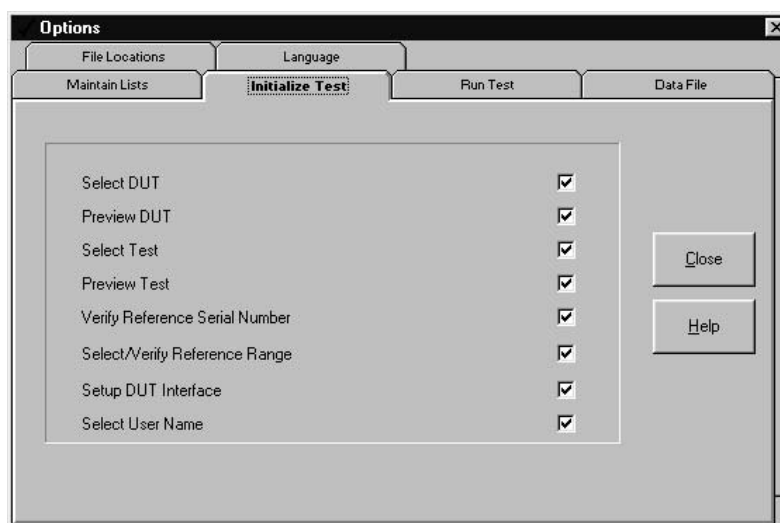 Options
File Locations
Language
Maintain Lists
Initialize Test
Run Test
Data File
Select DUT
Preview DUT
Select Test
Preview Test
Verify Reference Serial Number
Select/Verify Reference Range
Setup DUT Interface
Select User Name
Close
Help